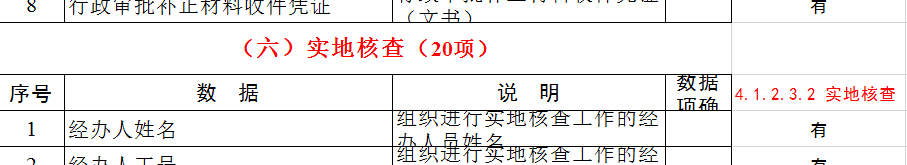 8 行政审批补正材料收件凭证 有
（文书）
（六）实地核查（20项）
序号 数 据 说 明 数据项确 4.1.2.3.2 实地核查
1 经办人姓名 组织进行实地核查工作的经办人员姓名 有
2 经办人工号 组织进行实地核查工作的经 有